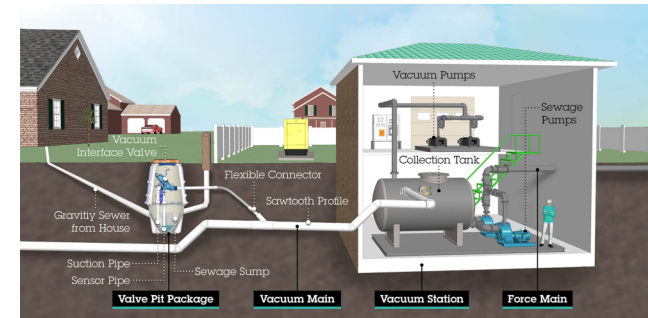 Vacuum Pumps
Sewage
Pumps
Vacuum
Interface Valve
Collection Tank
Flexible Connector
Sawtooth Profile
Gravitiy Sewer
from House
Suction Pipe
Sewage Sump
Sensor Pipe
Valve Pit Package
Vacuum Main
Vacuum Station
Force Main